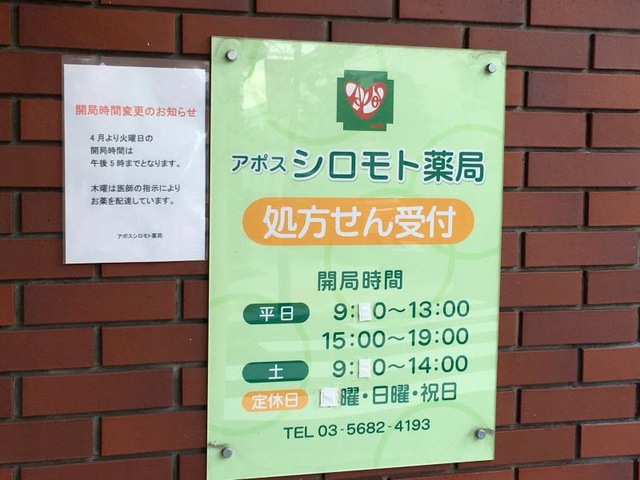 開局時間変更のお知らせ
4月より火曜日の
開局時間は
午後5時までとなります。
木曜は医師の指示により
お薬を配達しています。
アポスシロモト薬局
アポス シロモト薬局
処方せん受付
開局時間
平日 9: 0～13:00
15:00～19:00
土 9: 0～14:00
定休日 曜・日曜・祝日
TEL 03-5682-4193